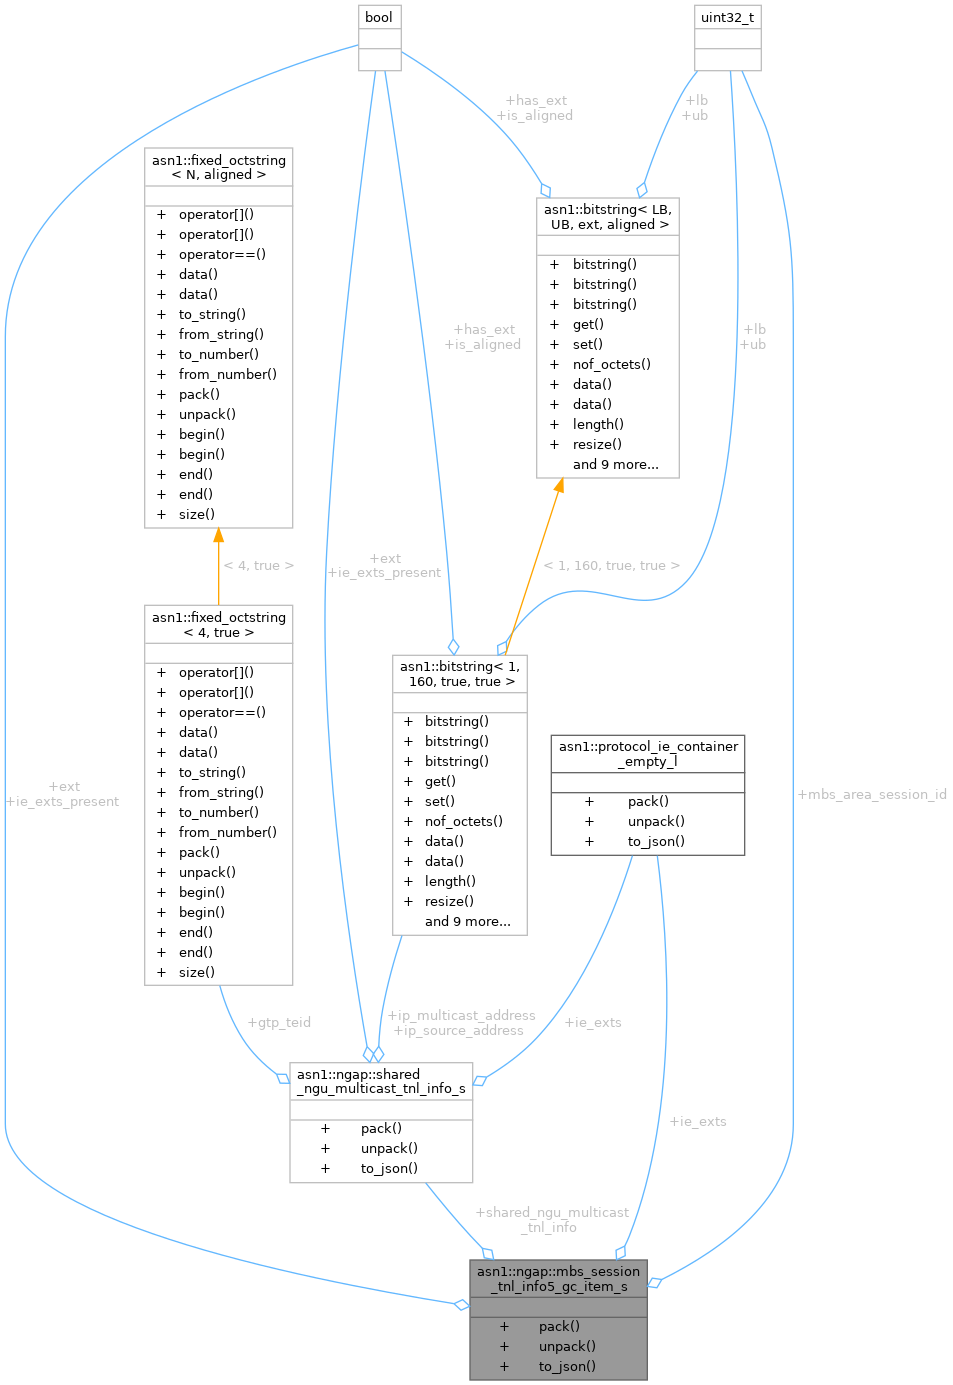 bool
uint32_t
+has_ext
+is_aligned
+lb
+ub
asn1::fixed_octstring
< N, aligned >
+ operator[]()
+ operator[]()
+ operator==()
+ data()
+ data()
+ to_string()
+ from_string()
+ to_number()
+ from_number()
+ pack()
+ unpack()
+ begin()
+ begin()
+ end()
+ end()
+ size()
asn1::bitstring< LB,
UB, ext, aligned >
+ bitstring()
+ bitstring()
+ bitstring()
+ get()
+ set()
+ nof_octets()
+ data()
+ data()
+ length()
+ resize()
and 9 more...
+has_ext
+is_aligned
+lb
+ub
+ext
+ie_exts_present
< 4, true >
< 1, 160, true, true >
asn1::fixed_octstring
< 4, true >
+ operator[]()
+ operator[]()
+ operator==()
+ data()
+ data()
+ to_string()
+ from_string()
+ to_number()
+ from_number()
+ pack()
+ unpack()
+ begin()
+ begin()
+ end()
+ end()
+ size()
asn1::bitstring< 1,
160, true, true >
+ bitstring()
+ bitstring()
+ bitstring()
+ get()
+ set()
+ nof_octets()
+ data()
+ data()
+ length()
+ resize()
and 9 more...
asn1::protocol_ie_container
_empty_l
+ pack()
+ unpack()
+ to_json()
+ext
+ie_exts_present
+mbs_area_session_id
+gtp_teid
+ip_multicast_address
+ip_source_address
+ie_exts
asn1::ngap::shared
_ngu_multicast_tnl_info_s
+ pack()
+ unpack()
+ to_json()
+ie_exts
+shared_ngu_multicast
_tnl_info
asn1::ngap::mbs_session
_tnl_info5_gc_item_s
+ pack()
+ unpack()
+ to_json()